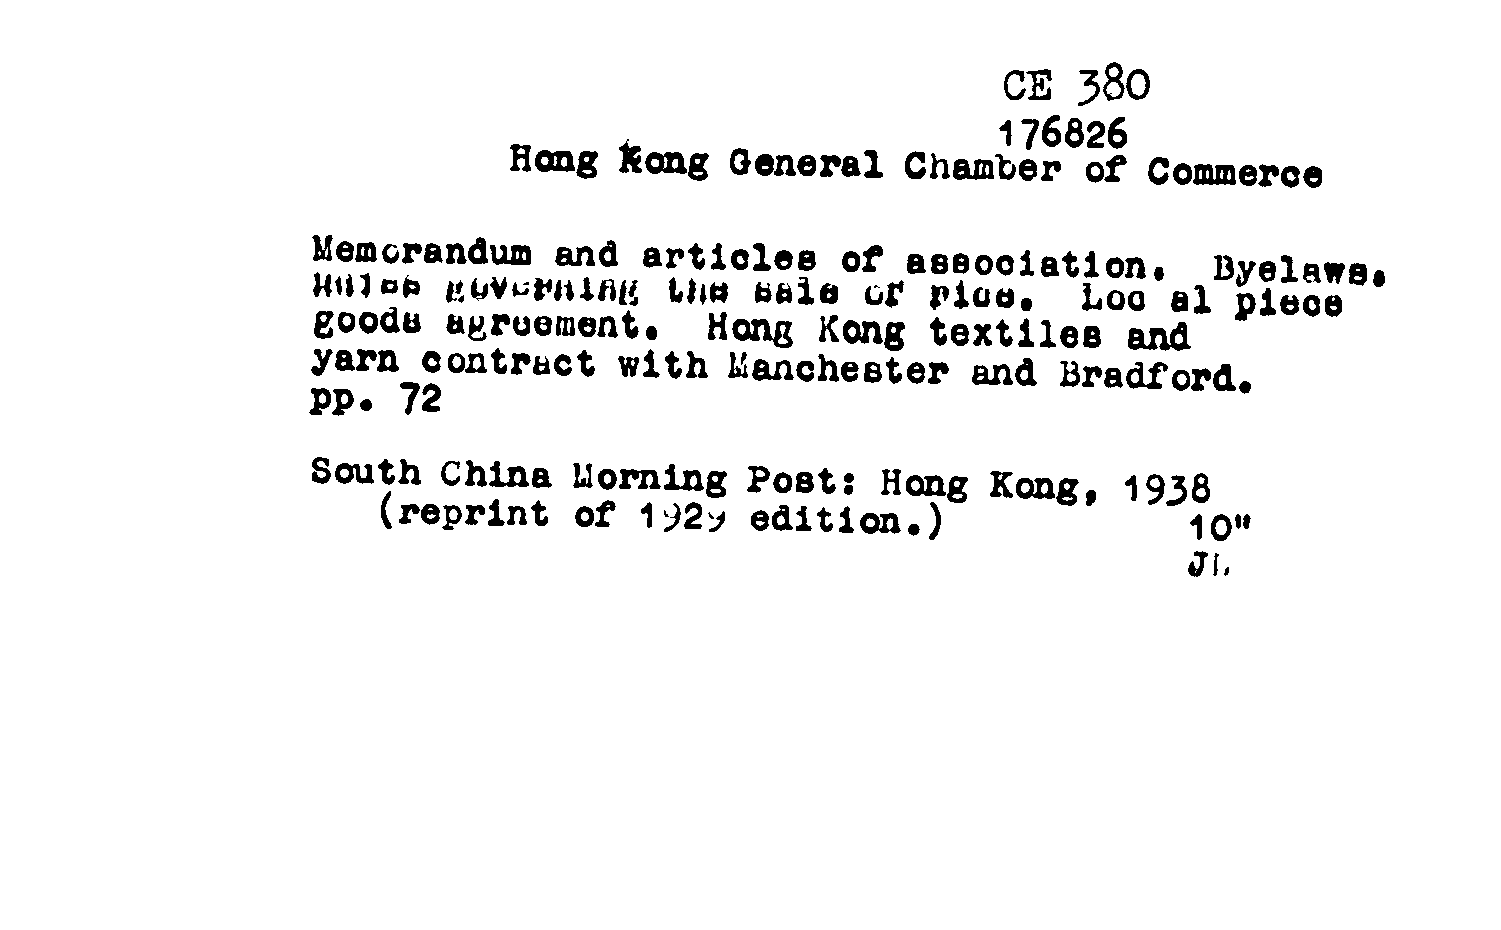 CE 380
176826
Hong Kong General Chamber of Commerce
Memorandum and articles of association. Byelaws.
Rules governing the sale of rice. Loc al piece
goods agreement. Hong Kong textiles and
yarn contract with Manchester and Bradford.
pp. 72
South China Morning Post: Hong Kong, 1938
(reprint of 1929 edition.)
10"
JL